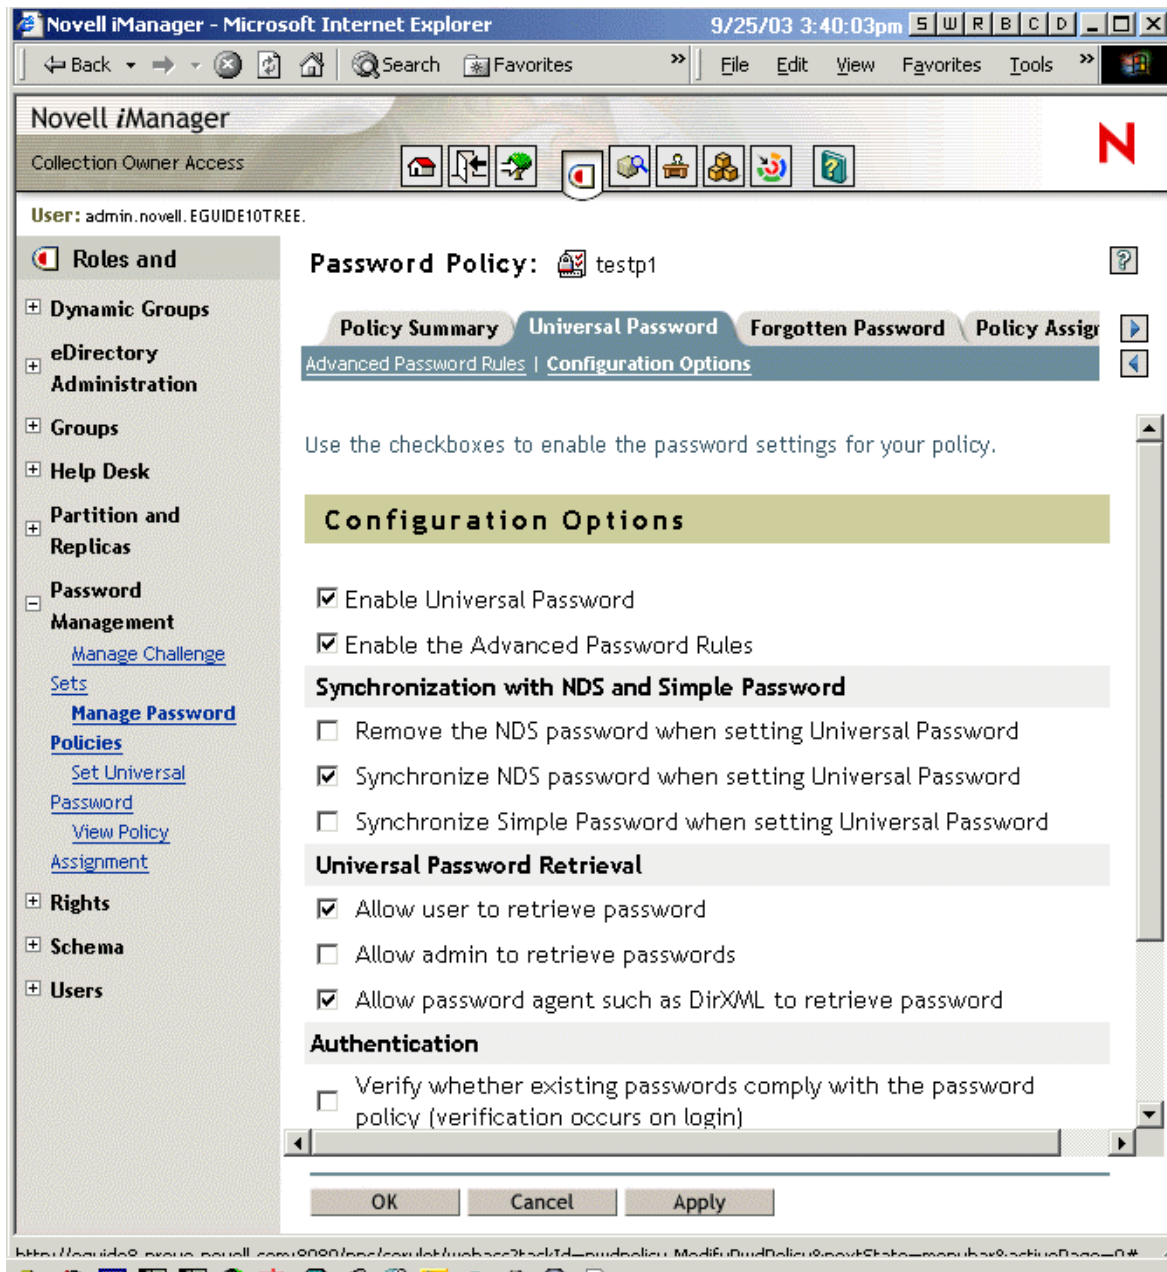 Novell iManager - Microsoft Internet Explorer 9/25/03 3:40:03pm S W R B C D
Back Search Favorites » File Edit View Favorites Tools »
Novell iManager
Collection Owner Access
N
User: admin.novell.EGUIDE10TREE.
Roles and
Dynamic Groups
eDirectory
Administration
Groups
Help Desk
Partition and
Replicas
Password
Management
Manage Challenge
Sets
Manage Password
Policies
Set Universal
Password
View Policy
Assignment
Rights
Schema
Users
Password Policy: testp1
?
Policy Summary Universal Password Forgotten Password Policy Assign
Advanced Password Rules | Configuration Options
Use the checkboxes to enable the password settings for your policy.
Configuration Options
Enable Universal Password
Enable the Advanced Password Rules
Synchronization with NDS and Simple Password
Remove the NDS password when setting Universal Password
Synchronize NDS password when setting Universal Password
Synchronize Simple Password when setting Universal Password
Universal Password Retrieval
Allow user to retrieve password
Allow admin to retrieve passwords
Allow password agent such as DirXML to retrieve password
Authentication
Verify whether existing passwords comply with the password
policy (verification occurs on login)
OK Cancel Apply